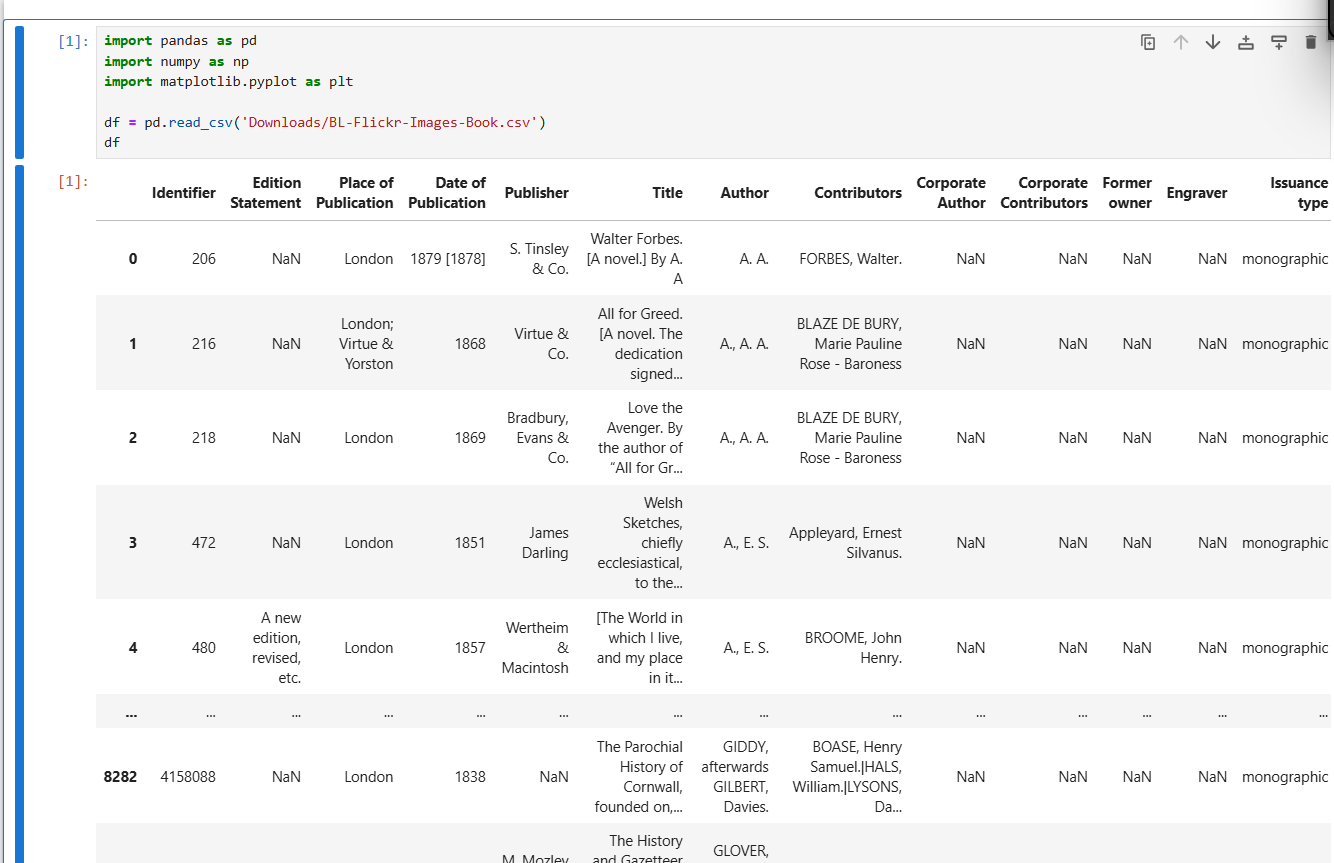 [1]: import pandas as pd
import numpy as np
import matplotlib.pyplot as plt
df = pd.read_csv('Downloads/BL-Flickr-Images-Book.csv')
df
[1]:
Identifier Edition Statement Place of Publication Date of Publication Publisher Title Author Contributors Corporate Author Corporate Contributors Former owner Engraver Issuance type
0 206 NaN London 1879 [1878] S. Tinsley & Co. Walter Forbes. [A novel.] By A. A A. A. FORBES, Walter. NaN NaN NaN NaN monographic
1 216 NaN London; Virtue & Yorston 1868 Virtue & Co. All for Greed. [A novel. The dedication signed... A., A. A. BLAZE DE BURY, Marie Pauline Rose - Baroness NaN NaN NaN NaN monographic
2 218 NaN London 1869 Bradbury, Evans & Co. Love the Avenger. By the author of “All for Gr... A., A. A. BLAZE DE BURY, Marie Pauline Rose - Baroness NaN NaN NaN NaN monographic
3 472 NaN London 1851 James Darling Welsh Sketches, chiefly ecclesiastical, to the... A., E. S. Appleyard, Ernest Silvanus. NaN NaN NaN NaN monographic
4 480 A new edition, revised, etc. London 1857 Wertheim & Macintosh [The World in which I live, and my place in it... A., E. S. BROOME, John Henry. NaN NaN NaN NaN monographic
... ... ... ... ... ... ... ... ... ... ... ... ... ...
8282 4158088 NaN London 1838 NaN The Parochial History of Cornwall, founded on,... GIDDY, afterwards GILBERT, Davies. BOASE, Henry Samuel.|HALS, William.|LYSONS, Da... NaN NaN NaN NaN monographic
M. Mozley The History and Gazetteer GLOVER,